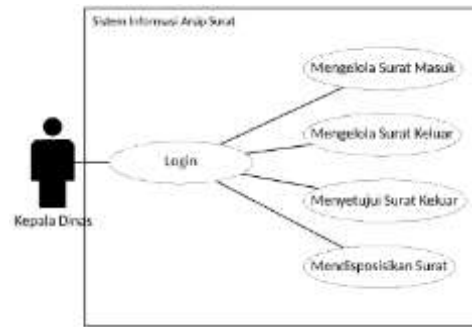 Sistem Informasi Arsip Surat
Mengelola Surat Masuk
Mengelola Surat Keluar
Login
Menyetujui Surat Keluar
Kepala Dinas
Mendisposisikan Surat